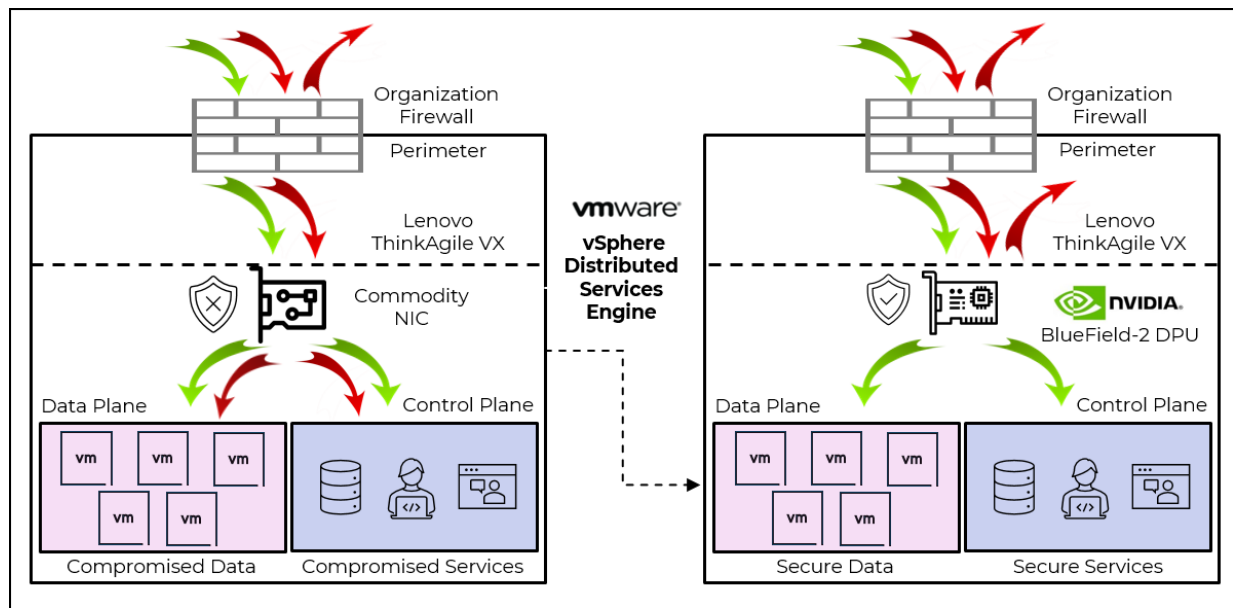 Organization
Firewall
Perimeter
Lenovo
ThinkAgile VX
Commodity
NIC
Data Plane
Control Plane
vm
vm
vm
vm
vm
Compromised Data
Compromised Services
vmware®
vSphere
Distributed
Services
Engine
Organization
Firewall
Perimeter
Lenovo
ThinkAgile VX
NVIDIA®
BlueField-2 DPU
Data Plane
Control Plane
vm
vm
vm
vm
vm
Secure Data
Secure Services